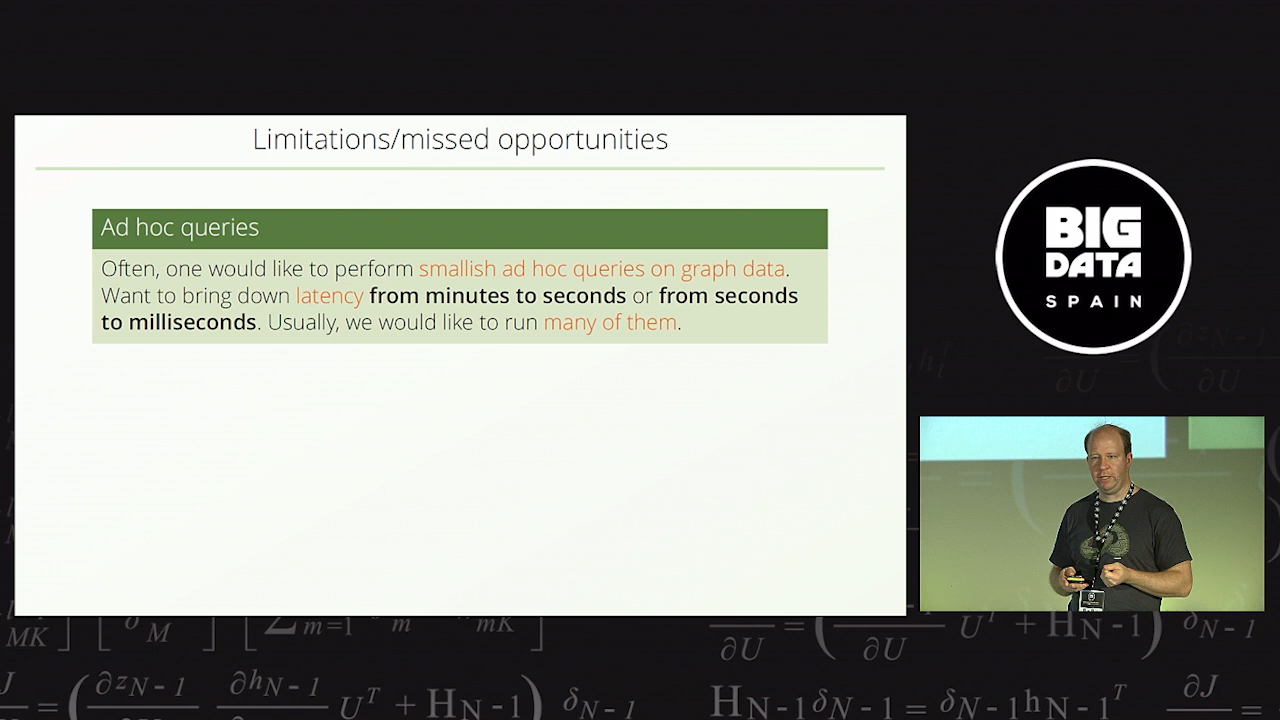 Limitations/missed opportunities
Ad hoc queries
Often, one would like to perform smallish ad hoc queries on graph data.
Want to bring down latency from minutes to seconds or from seconds
to milliseconds. Usually, we would like to run many of them.
BIG
DATA
SPAIN